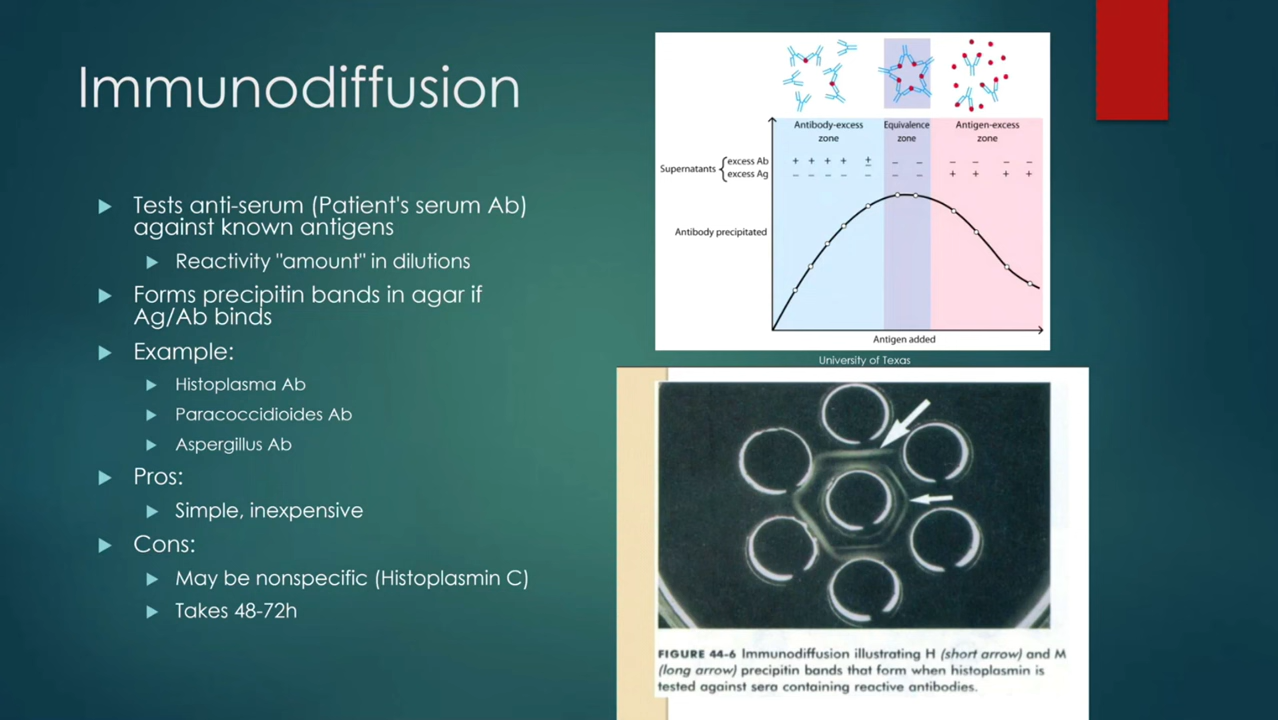 Immunodiffusion
Tests anti-serum (Patient's serum Ab)
against known antigens
Reactivity "amount" in dilutions
Forms precipitin bands in agar if
Ag/Ab binds
Example:
Histoplasma Ab
Paracoccidioides Ab
Aspergillus Ab
Pros:
Simple, inexpensive
Cons:
May be nonspecific (Histoplasmin C)
Takes 48-72h
Antibody-excess
zone
Equivalence
zone
Antigen-excess
zone
Supernatants { excess Ab + + + + ± − − − − − −
excess Ag − − − − − − − + + + +
Antibody precipitated
Antigen added
University of Texas
FIGURE 44-6 Immunodiffusion illustrating H (short arrow) and M
(long arrow) precipitin bands that form when histoplasmin is
tested against sera containing reactive antibodies.